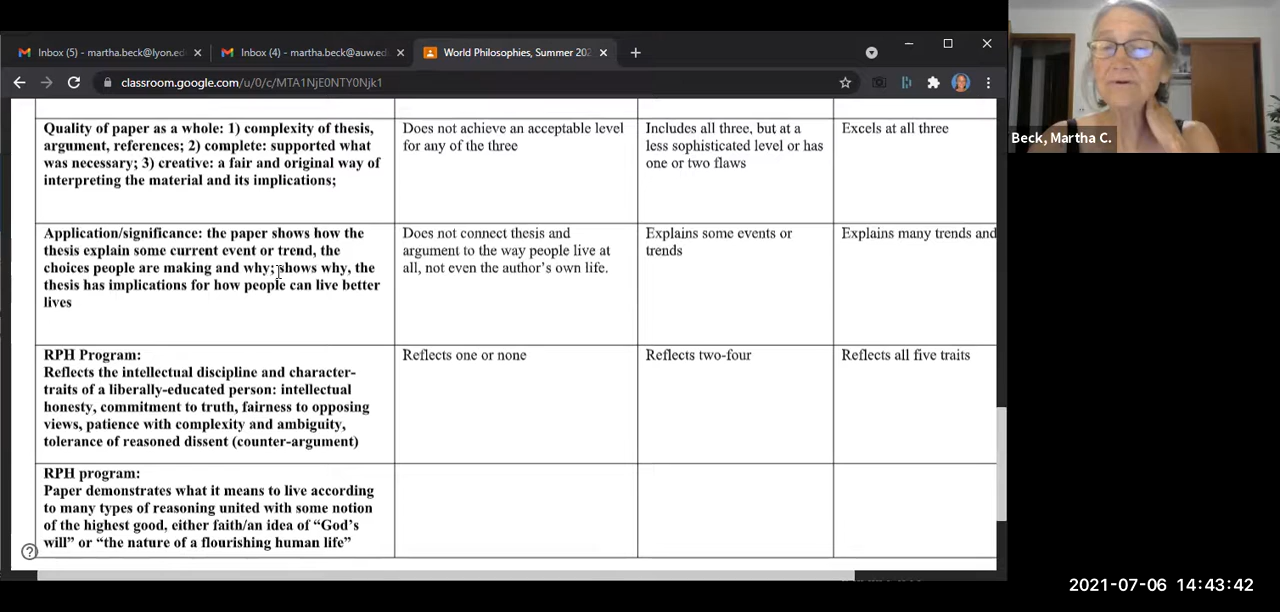 Inbox (5) - martha.beck@lyon.ed
Inbox (4) - martha.beck@auw.ed
World Philosophies, Summer 202
classroom.google.com/u/0/c/MTA1NjE0NTY0Njk1
Beck, Martha C.
Quality of paper as a whole: 1) complexity of thesis,
argument, references; 2) complete: supported what
was necessary; 3) creative: a fair and original way of
interpreting the material and its implications;
Does not achieve an acceptable level
for any of the three
Includes all three, but at a
less sophisticated level or has
one or two flaws
Excels at all three
Application/significance: the paper shows how the
thesis explain some current event or trend, the
choices people are making and why; shows why, the
thesis has implications for how people can live better
lives
Does not connect thesis and
argument to the way people live at
all, not even the author's own life.
Explains some events or
trends
Explains many trends and
RPH Program:
Reflects the intellectual discipline and character-
traits of a liberally-educated person: intellectual
honesty, commitment to truth, fairness to opposing
views, patience with complexity and ambiguity,
tolerance of reasoned dissent (counter-argument)
Reflects one or none
Reflects two-four
Reflects all five traits
RPH program:
Paper demonstrates what it means to live according
to many types of reasoning united with some notion
of the highest good, either faith/an idea of “God's
will” or “the nature of a flourishing human life”
2021-07-06 14:43:42